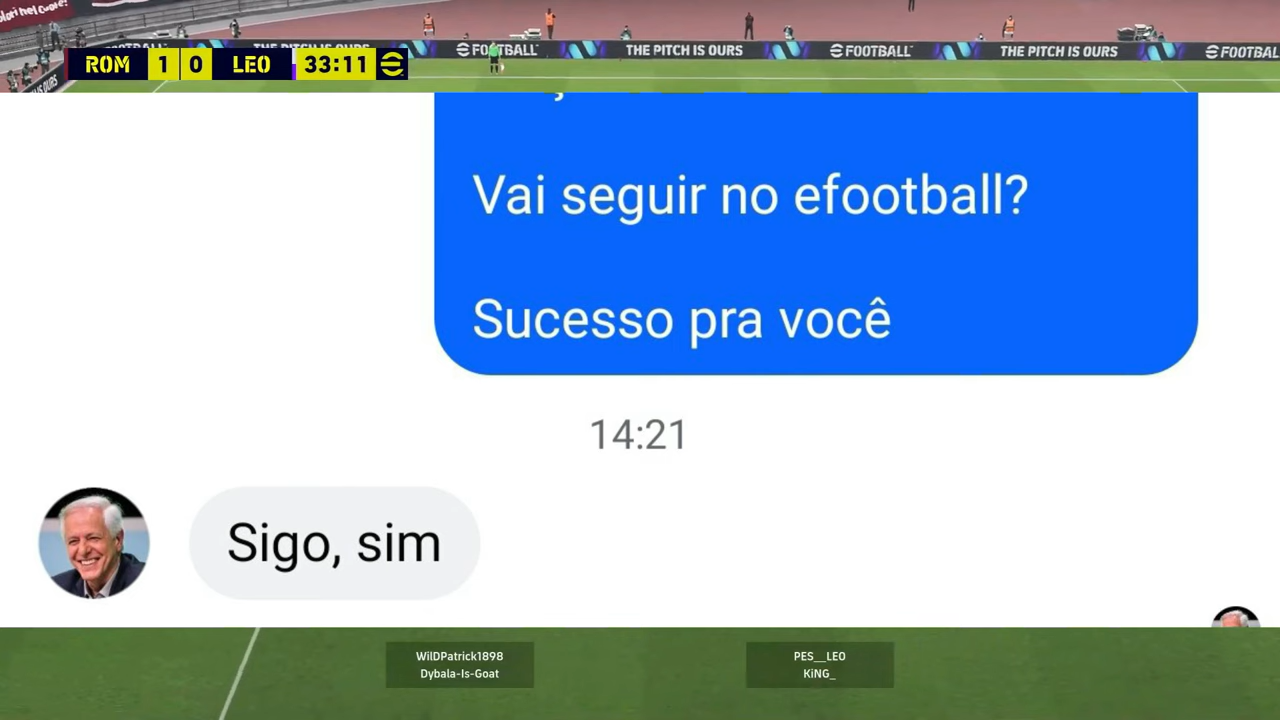 ROM 1 0 LEO 33:11
THE PITCH IS OURS EFOOTBALL THE PITCH IS OURS EFOOTBALL THE PITCH IS OURS
Vai seguir no efootball?
Sucesso pra você
14:21
Sigo, sim
WilDPatrick1898
Dybala-Is-Goat
PES__LEO
KiNG_